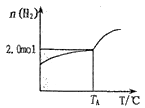 n (H₂)
2.0mol
T_A T/℃